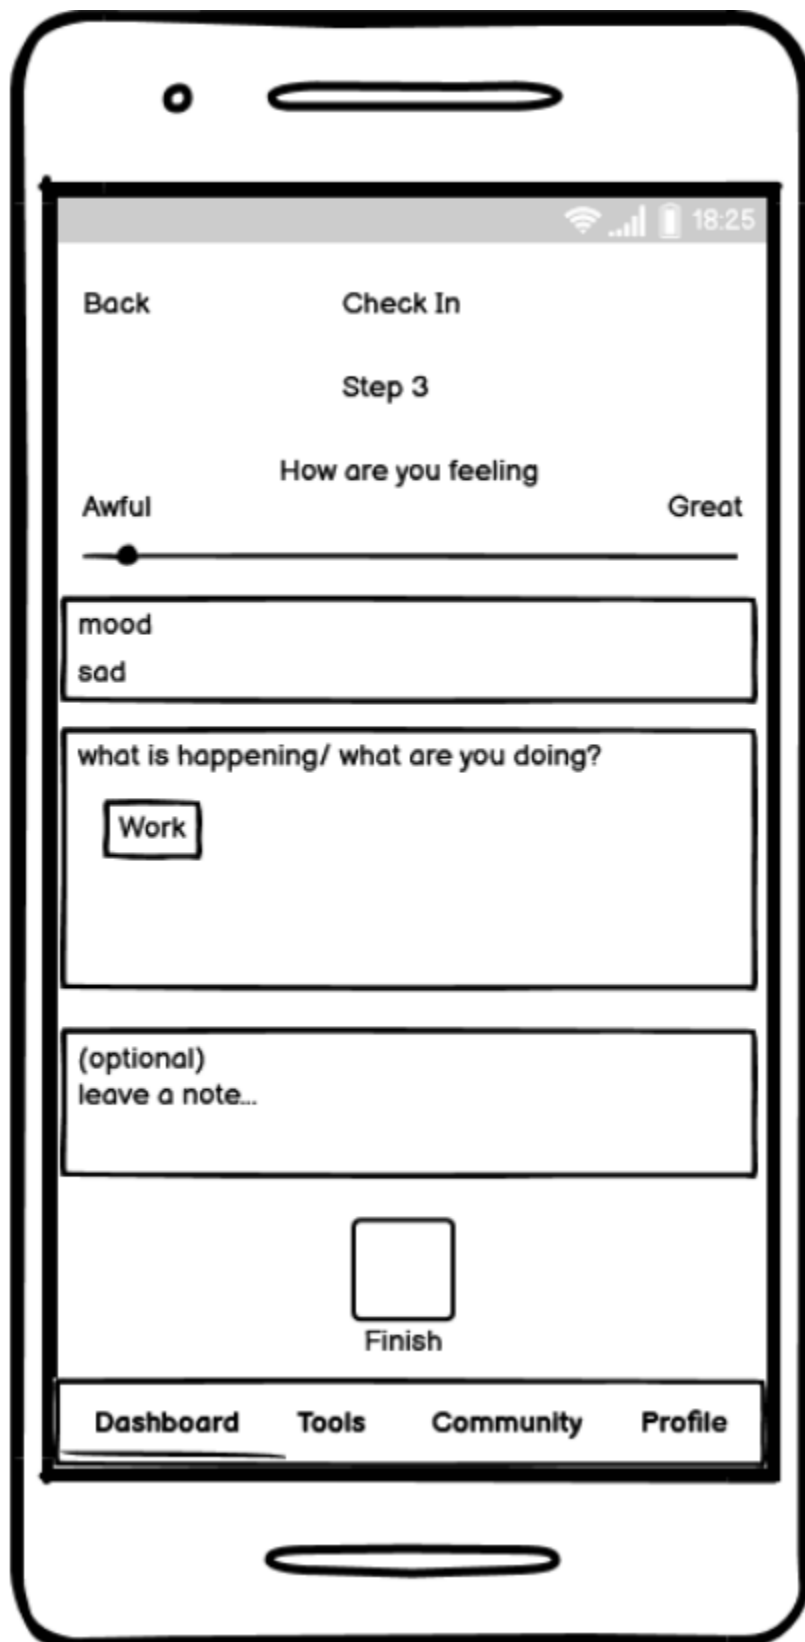 18:25
Back Check In
Step 3
How are you feeling
Awful Great
mood
sad
what is happening/ what are you doing?
Work
(optional)
leave a note...
Finish
Dashboard Tools Community Profile